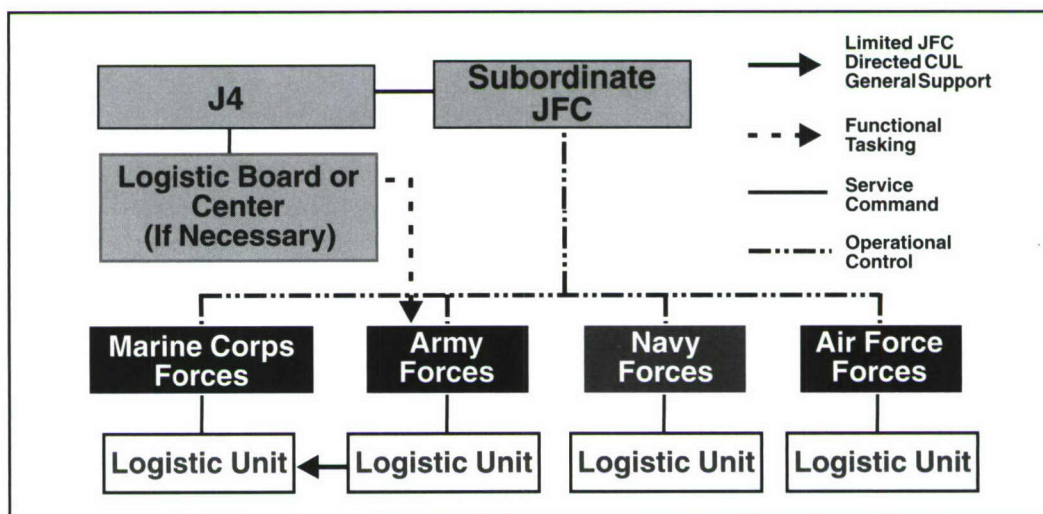 J4
Subordinate
JFC
Logistic Board or
Center
(If Necessary)
Limited JFC
Directed CUL
General Support
Functional
Tasking
Service
Command
Operational
Control
Marine Corps
Forces
Army
Forces
Navy
Forces
Air Force
Forces
Logistic Unit
Logistic Unit
Logistic Unit
Logistic Unit